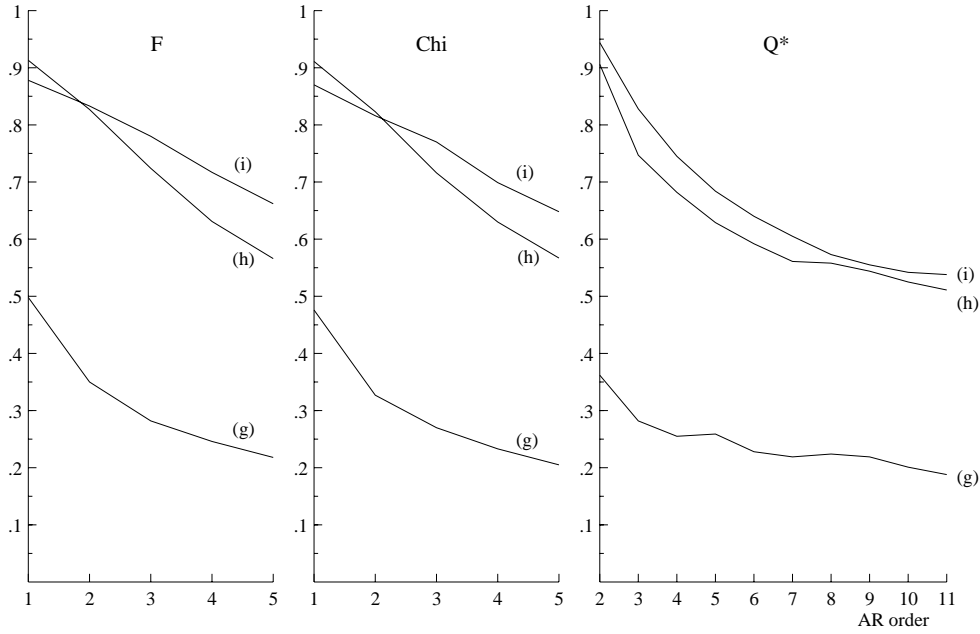 F
1
.9
.8
.7
.6
.5
.4
.3
.2
.1
(i)
(h)
(g)
1 2 3 4 5
Chi
1
.9
.8
.7
.6
.5
.4
.3
.2
.1
(i)
(h)
(g)
1 2 3 4 5
Q*
1
.9
.8
.7
.6
.5
.4
.3
.2
.1
(i)
(h)
(g)
2 3 4 5 6 7 8 9 10 11
AR order